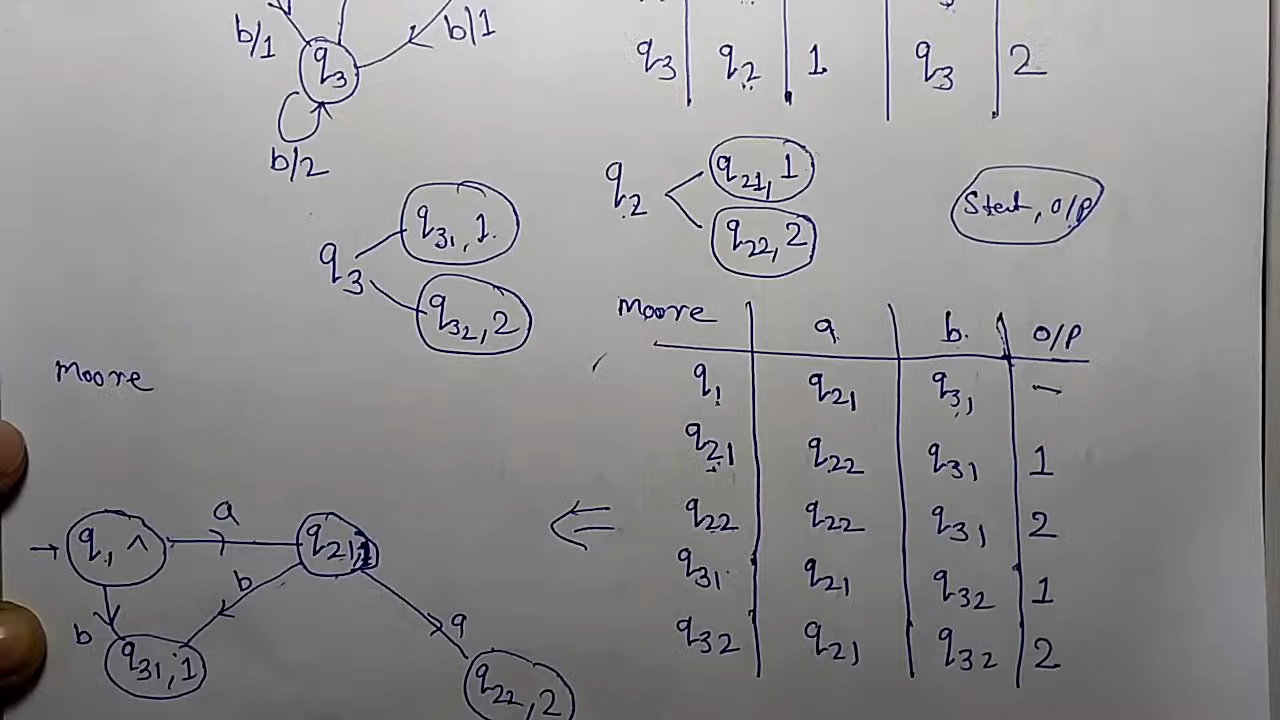 b/1 b/1
q3
b/2
q3 q2 1 q3 2
q2 q21, 1
q22, 2
State, O/P
q3 q31, 1
q32, 2
Moore a b O/P
q1 q21 q31 —
q21 q22 q31 1
q22 q22 q31 2
q31 q21 q32 1
q32 q21 q32 2
Moore
→ q1 ^ a q21,1
b b a
q31, 1
q22, 2